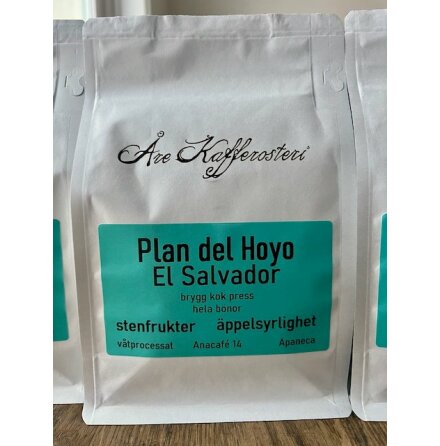 Åre Kafferosteri
Plan del Hoyo
El Salvador
brygg kok press
hela bönor
stenfrukter äppelsyrlighet
våtprocessat Anacafé 14 Apaneca